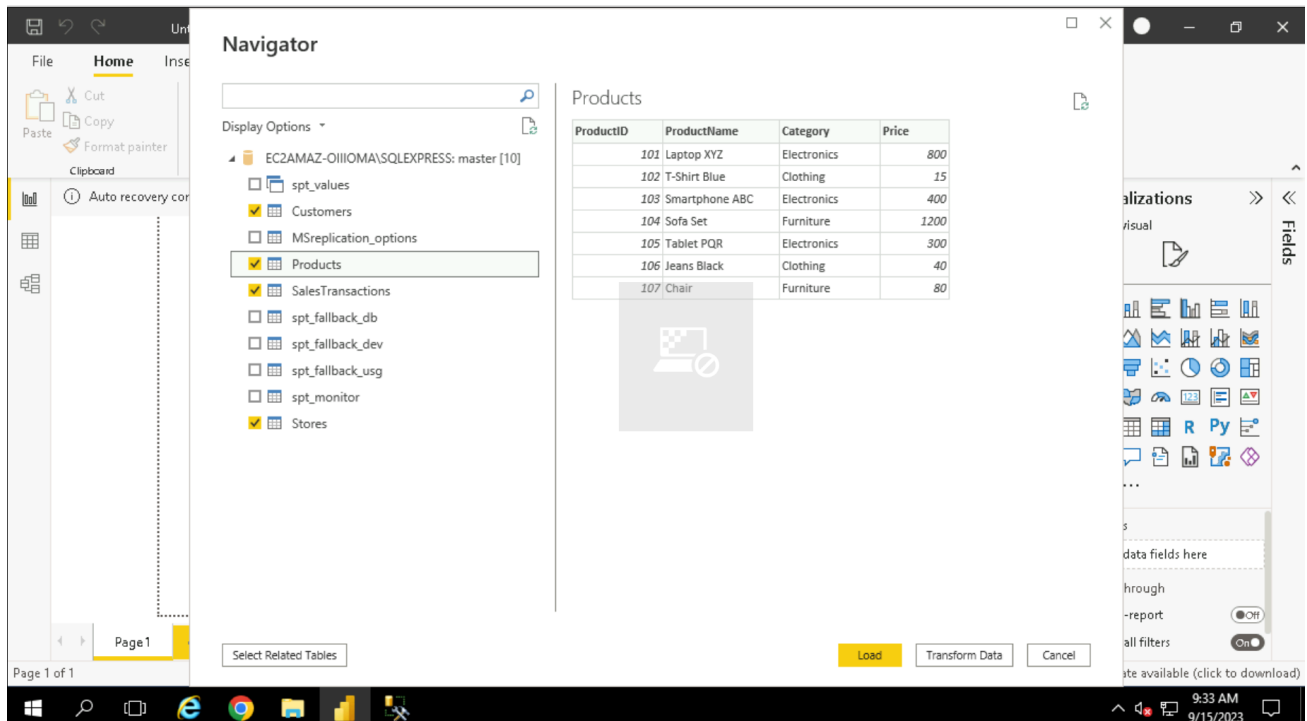 Unt
File Home Inse
Cut
Copy
Format painter
Paste
Clipboard
Auto recovery cor
Navigator
Display Options
EC2AMAZ-OIIIOMA\SQLEXPRESS: master [10]
spt_values
Customers
MSreplication_options
Products
SalesTransactions
spt_fallback_db
spt_fallback_dev
spt_fallback_usg
spt_monitor
Stores
Products
ProductID ProductName Category Price
101 Laptop XYZ Electronics 800
102 T-Shirt Blue Clothing 15
103 Smartphone ABC Electronics 400
104 Sofa Set Furniture 1200
105 Tablet PQR Electronics 300
106 Jeans Black Clothing 40
107 Chair Furniture 80
Select Related Tables
Load
Transform Data
Cancel
alizations
visual
Fields
123
R Py
...
s
data fields here
hrough
-report Off
all filters On
Page 1
Page 1 of 1
ate available (click to download)
9:33 AM
9/15/2023